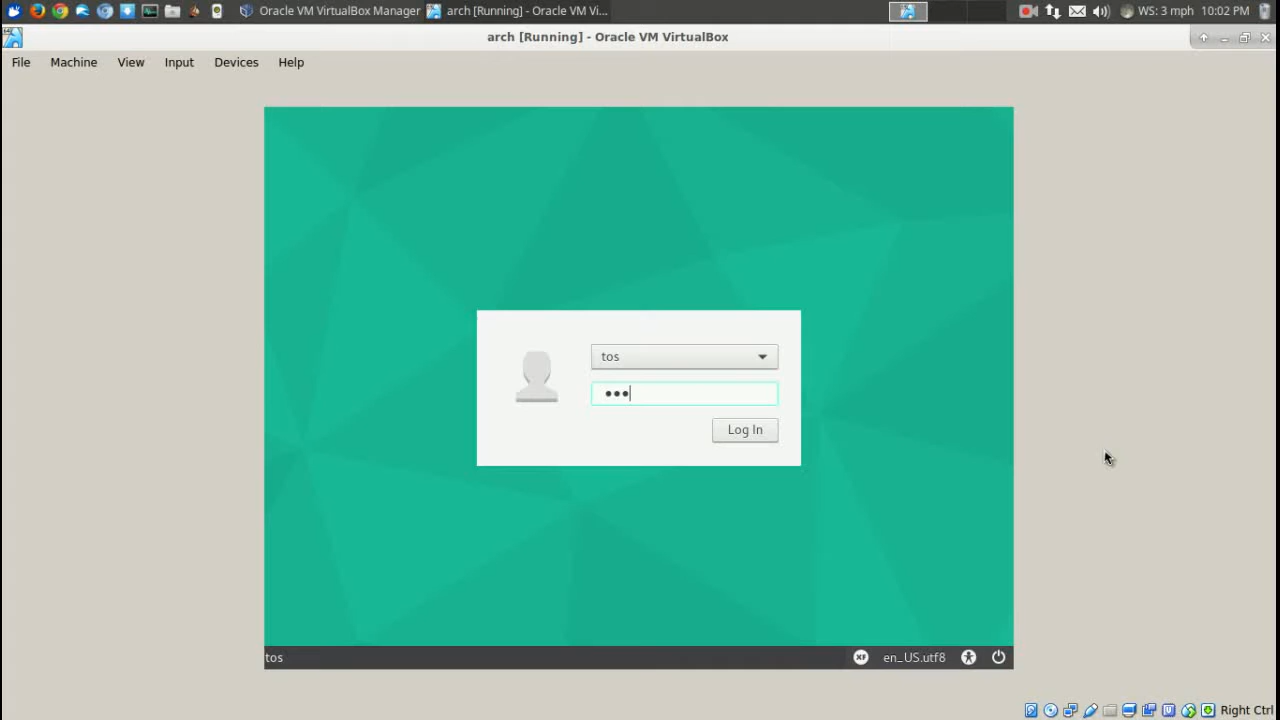 Oracle VM VirtualBox Manager arch [Running] - Oracle VM Vi... WS: 3 mph 10:02 PM
arch [Running] - Oracle VM VirtualBox
File Machine View Input Devices Help
tos
Log In
tos XF en_US.utf8
Right Ctrl